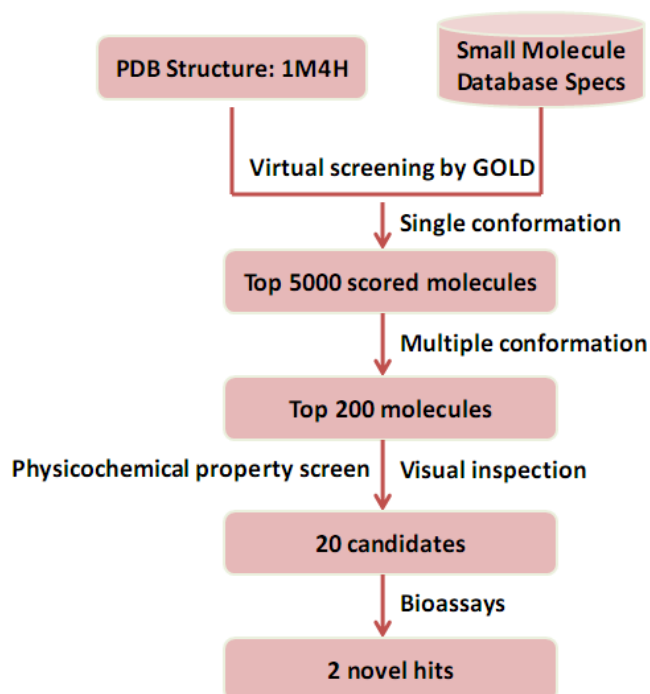 PDB Structure: 1M4H
Small Molecule
Database Specs
Virtual screening by GOLD
Single conformation
Top 5000 scored molecules
Multiple conformation
Top 200 molecules
Physicochemical property screen
Visual inspection
20 candidates
Bioassays
2 novel hits